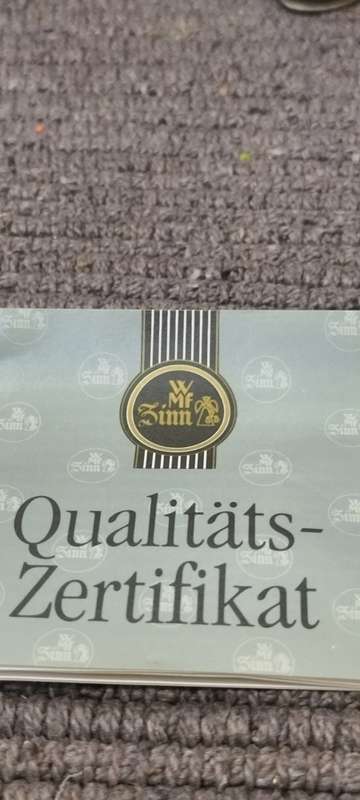 WMF
Zinn
Qualitäts-
Zertifikat